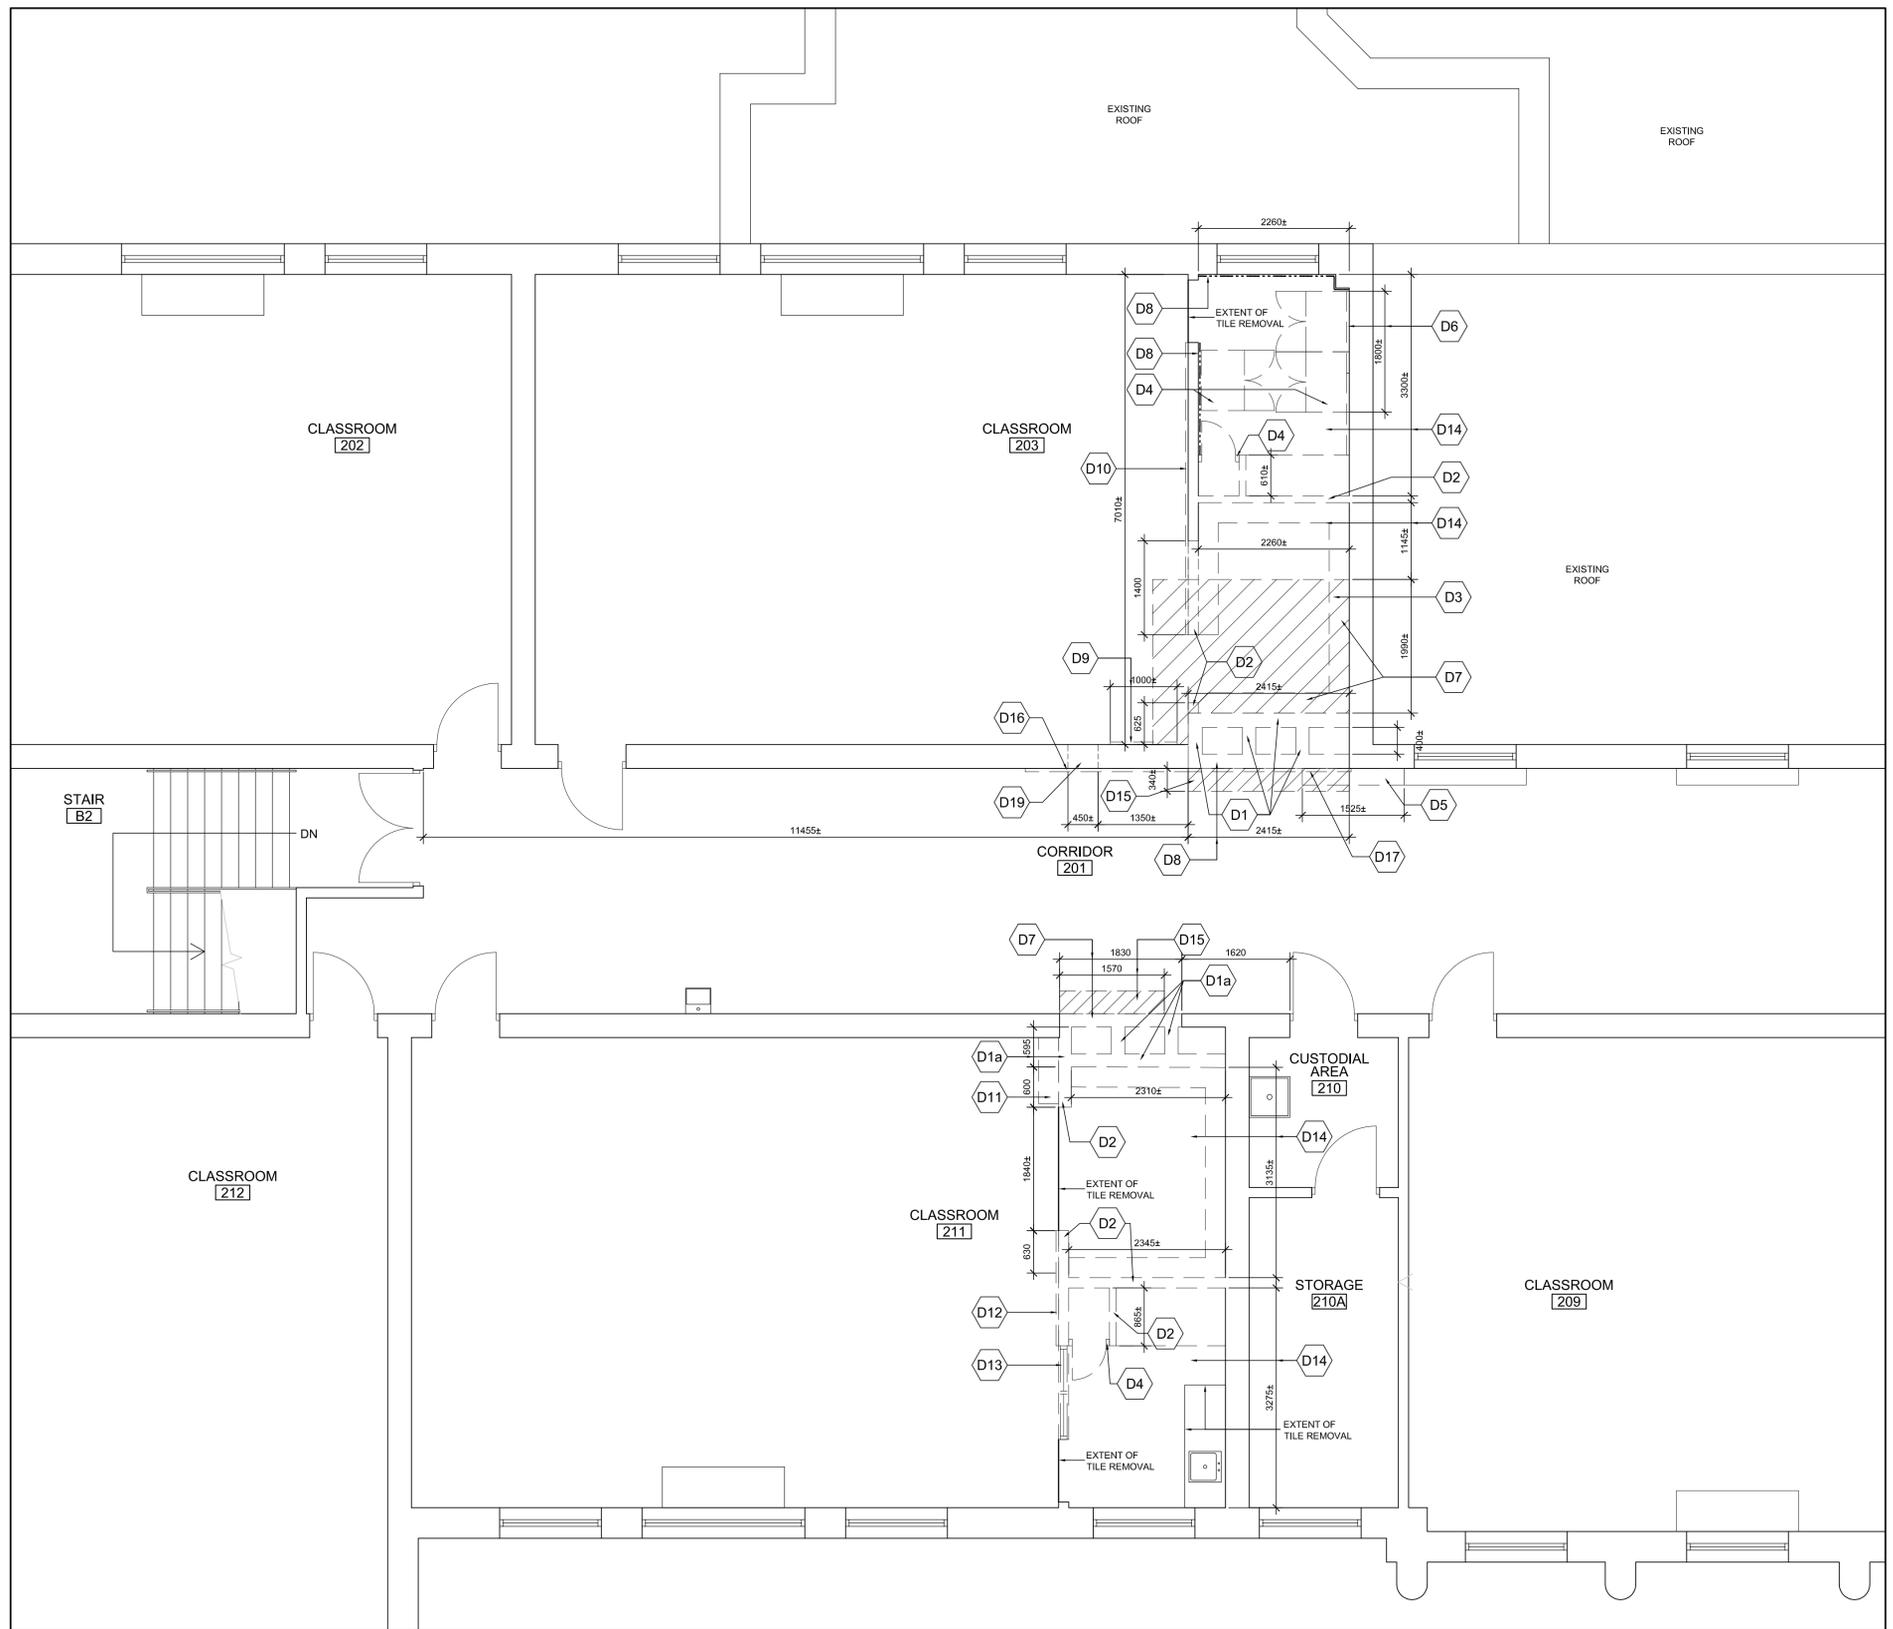 EXISTING
ROOF
EXISTING
ROOF
2260±
D8
EXTENT OF
TILE REMOVAL
D6
1800±
3300±
D8
D4
CLASSROOM
202
CLASSROOM
203
D4
D14
D10
610±
D2
7010±
D14
1145±
2260±
EXISTING
ROOF
1400
D3
1990±
D9
D2
D7
1000±
2415±
D16
625
400±
STAIR
B2
340±
D19
D15
D1
D5
1525±
DN
450±
1350±
11455±
2415±
CORRIDOR
201
D8
D17
D7
D15
1830
1620
1570
D1a
595
D1a
CUSTODIAL
AREA
210
600
D11
2310±
D2
D14
1840±
3135±
CLASSROOM
212
EXTENT OF
TILE REMOVAL
CLASSROOM
211
D2
2345±
630
STORAGE
210A
CLASSROOM
209
D12
865±
D2
D13
D14
D4
3275±
EXTENT OF
TILE REMOVAL
EXTENT OF
TILE REMOVAL